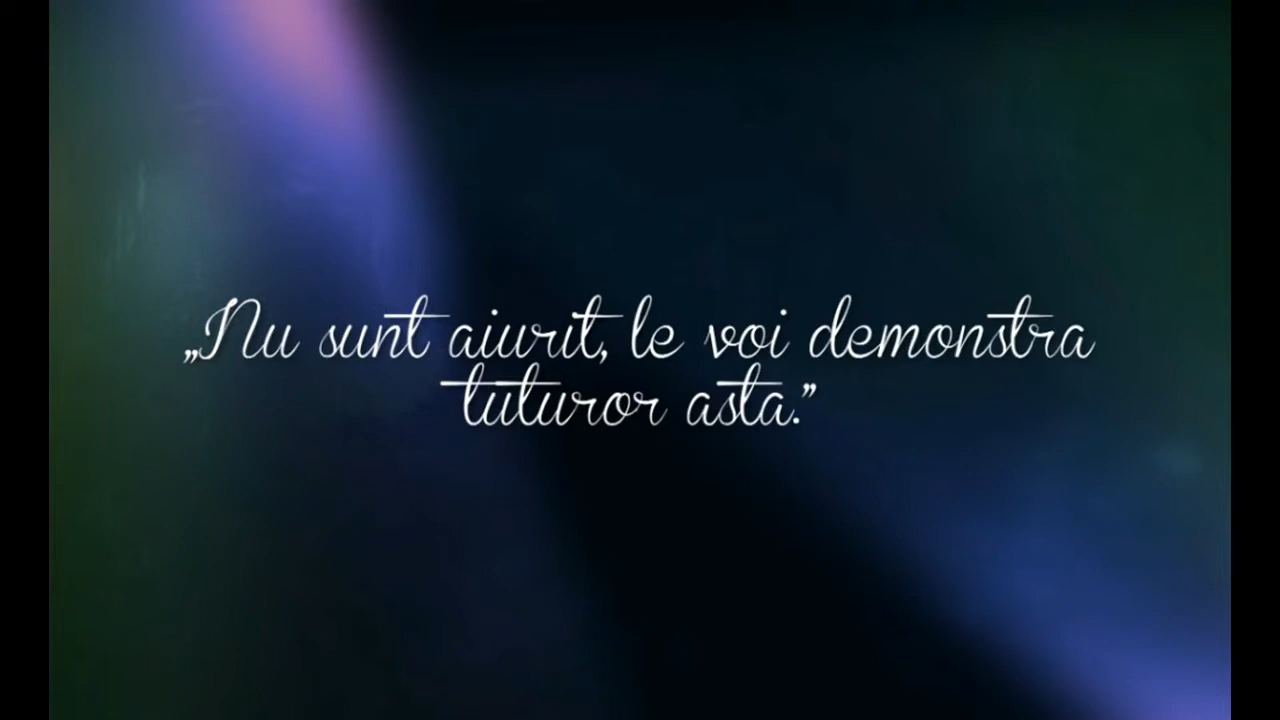 „Nu sunt aiurit, le voi demonstra
tuturor asta.”